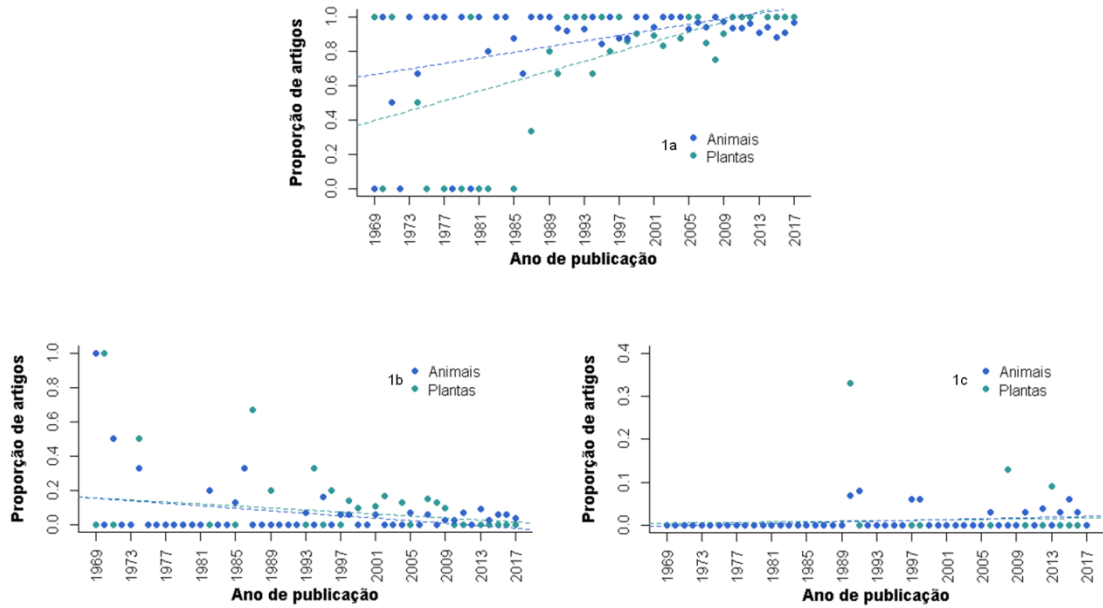 Proporção de artigos
1.0
0.8
0.6
0.4
0.2
0.0
1a
Animais
Plantas
1969 1973 1977 1981 1985 1989 1993 1997 2001 2005 2009 2013 2017
Ano de publicação
Proporção de artigos
1.0
0.8
0.6
0.4
0.2
0.0
1b
Animais
Plantas
1969 1973 1977 1981 1985 1989 1993 1997 2001 2005 2009 2013 2017
Ano de publicação
Proporção de artigos
0.4
0.3
0.2
0.1
0.0
1c
Animais
Plantas
1969 1973 1977 1981 1985 1989 1993 1997 2001 2005 2009 2013 2017
Ano de publicação